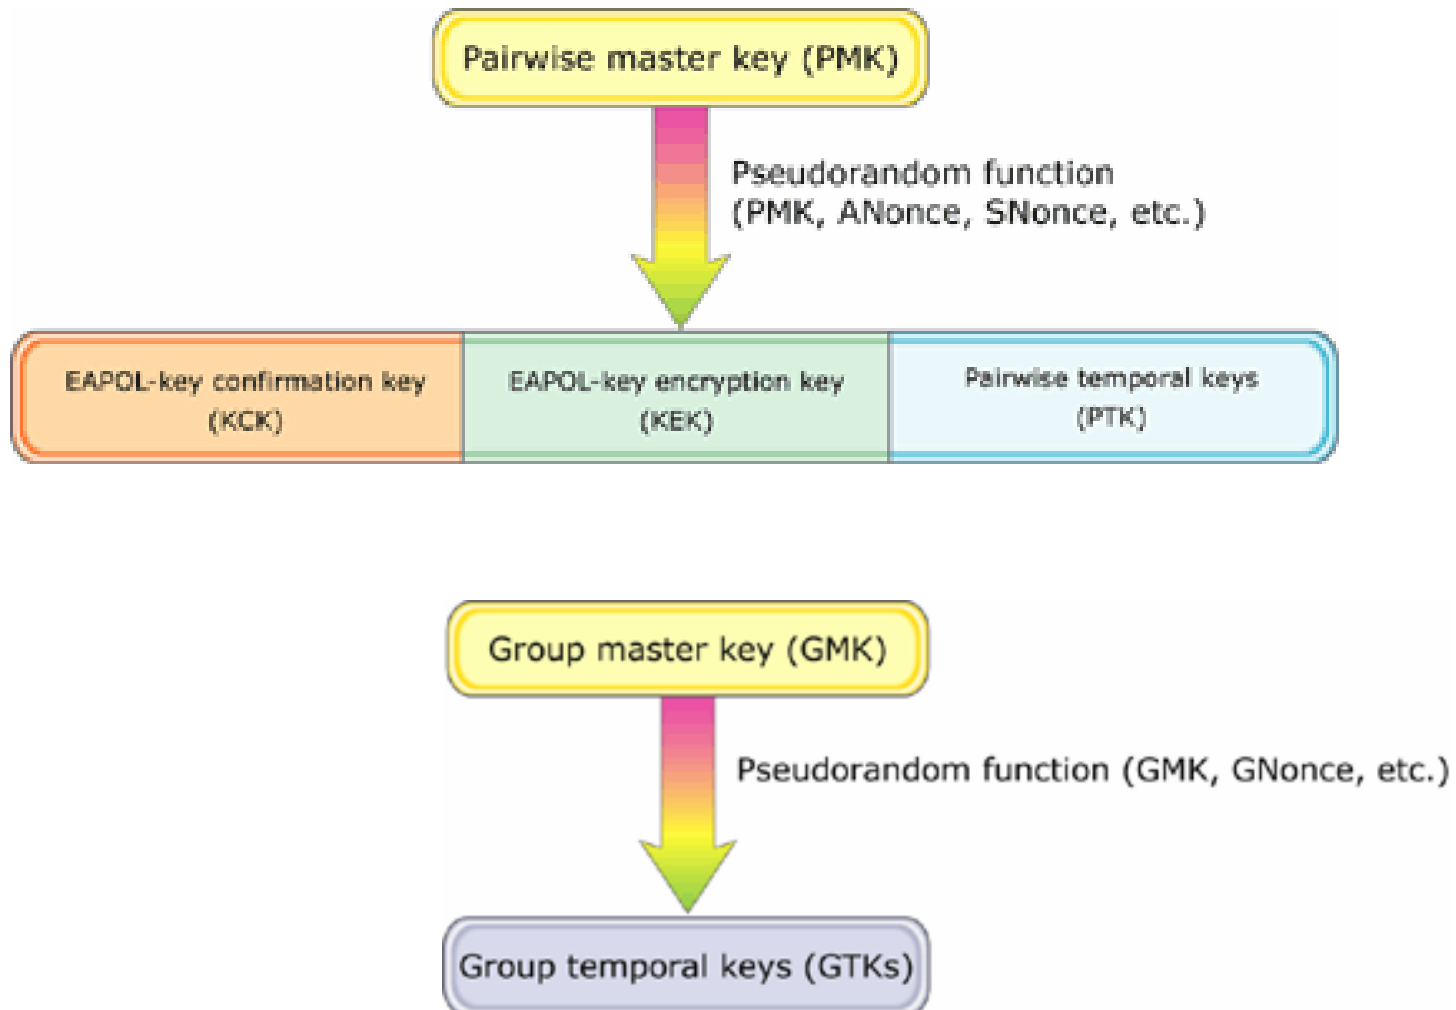 Pairwise master key (PMK)
Pseudorandom function
(PMK, ANonce, SNonce, etc.)
EAPOL-key confirmation key
(KCK)
EAPOL-key encryption key
(KEK)
Pairwise temporal keys
(PTK)
Group master key (GMK)
Pseudorandom function (GMK, GNonce, etc.)
Group temporal keys (GTKs)